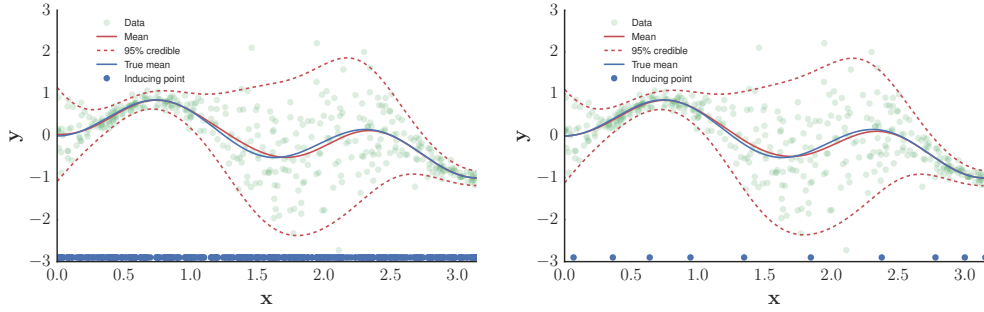 3
2
1
0
−1
−2
−3
y
Data
Mean
95% credible
True mean
Inducing point
0.0 0.5 1.0 1.5 2.0 2.5 3.0
x
3
2
1
0
−1
−2
−3
y
Data
Mean
95% credible
True mean
Inducing point
0.0 0.5 1.0 1.5 2.0 2.5 3.0
x